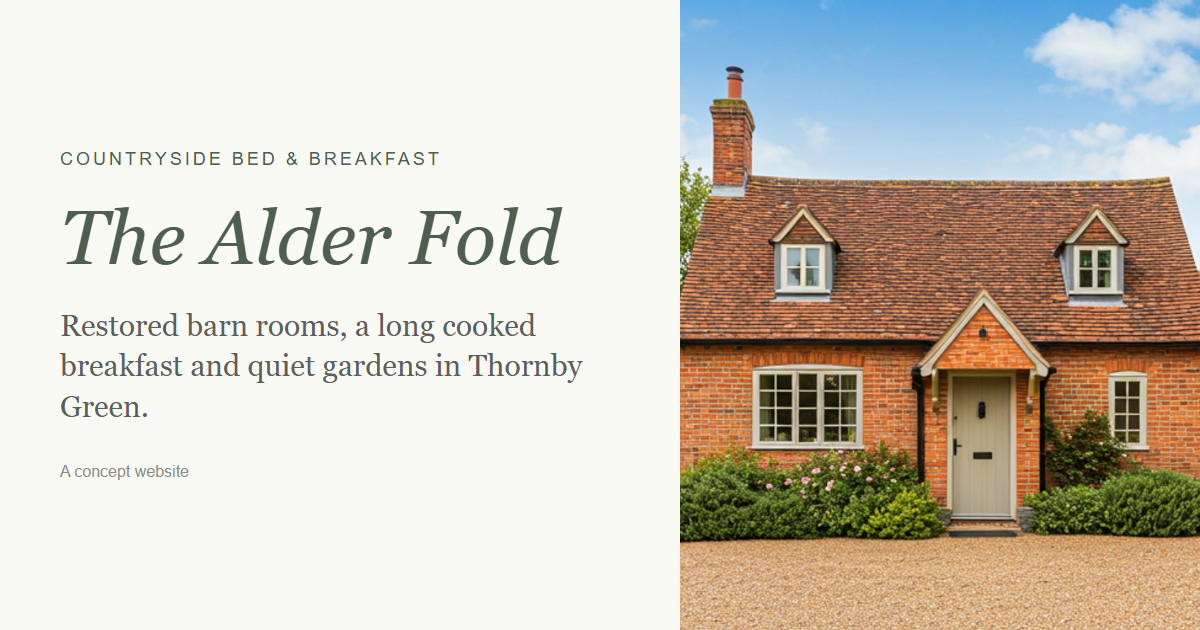 COUNTRYSIDE BED & BREAKFAST
The Alder Fold
Restored barn rooms, a long cooked
breakfast and quiet gardens in Thornby
Green.
A concept website